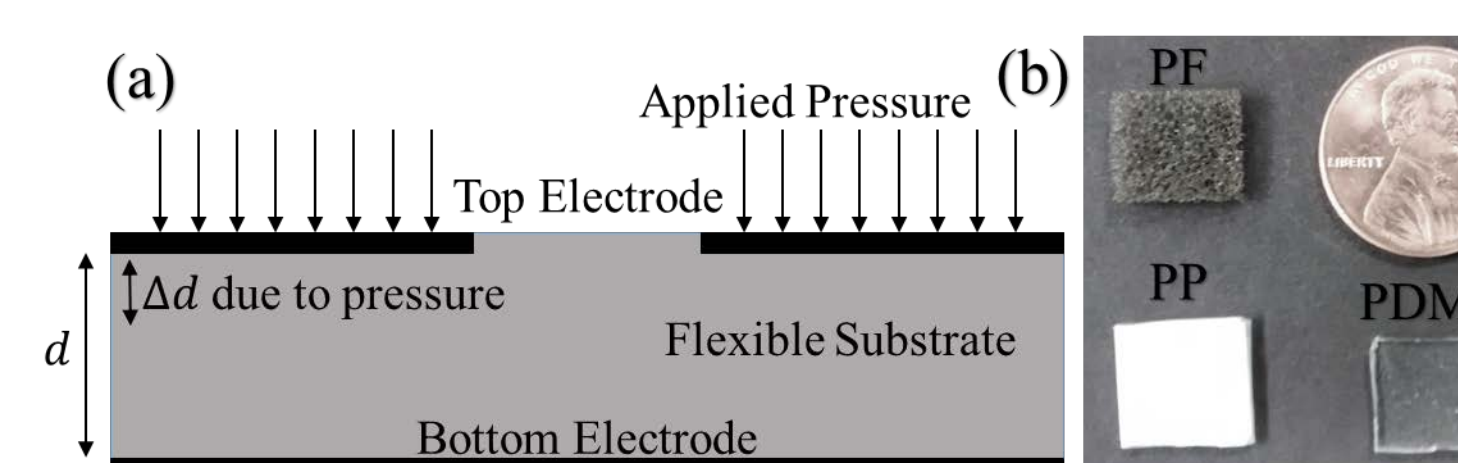 (a)
Applied Pressure
Top Electrode
Δd due to pressure
d
Flexible Substrate
Bottom Electrode
(b)
PF
LIBERTY
PP
PDM